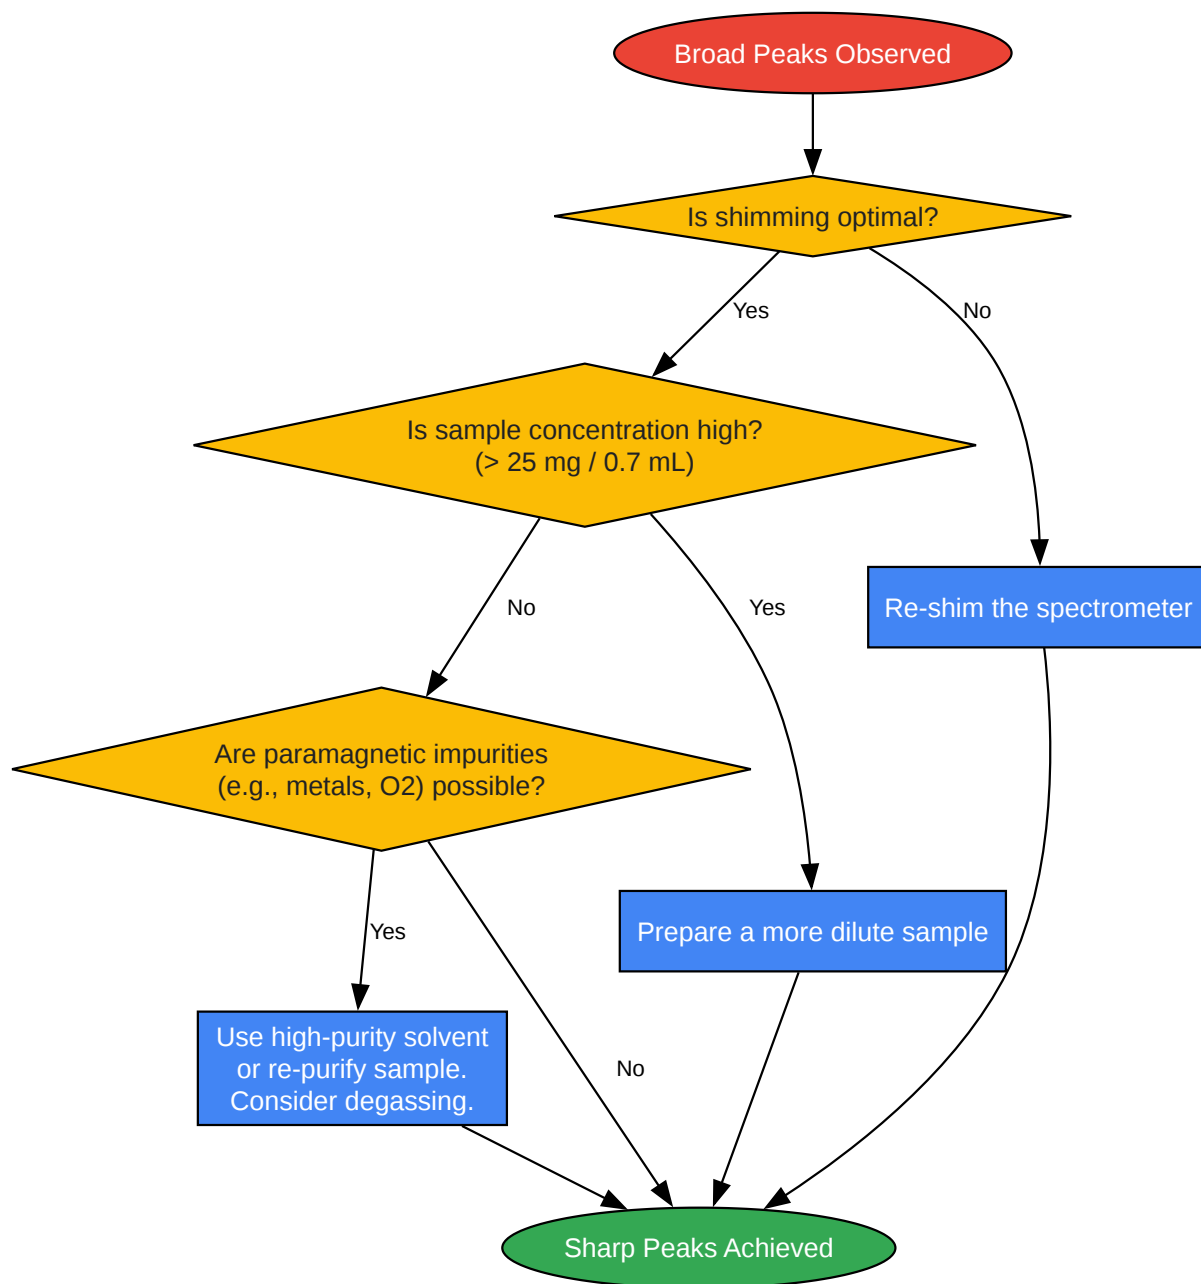 Broad Peaks Observed
Is shimming optimal?
Yes
No
Is sample concentration high?
(> 25 mg / 0.7 mL)
No
Yes
Re-shim the spectrometer
Are paramagnetic impurities
(e.g., metals, O2) possible?
Yes
Prepare a more dilute sample
Use high-purity solvent
or re-purify sample.
Consider degassing.
No
Sharp Peaks Achieved